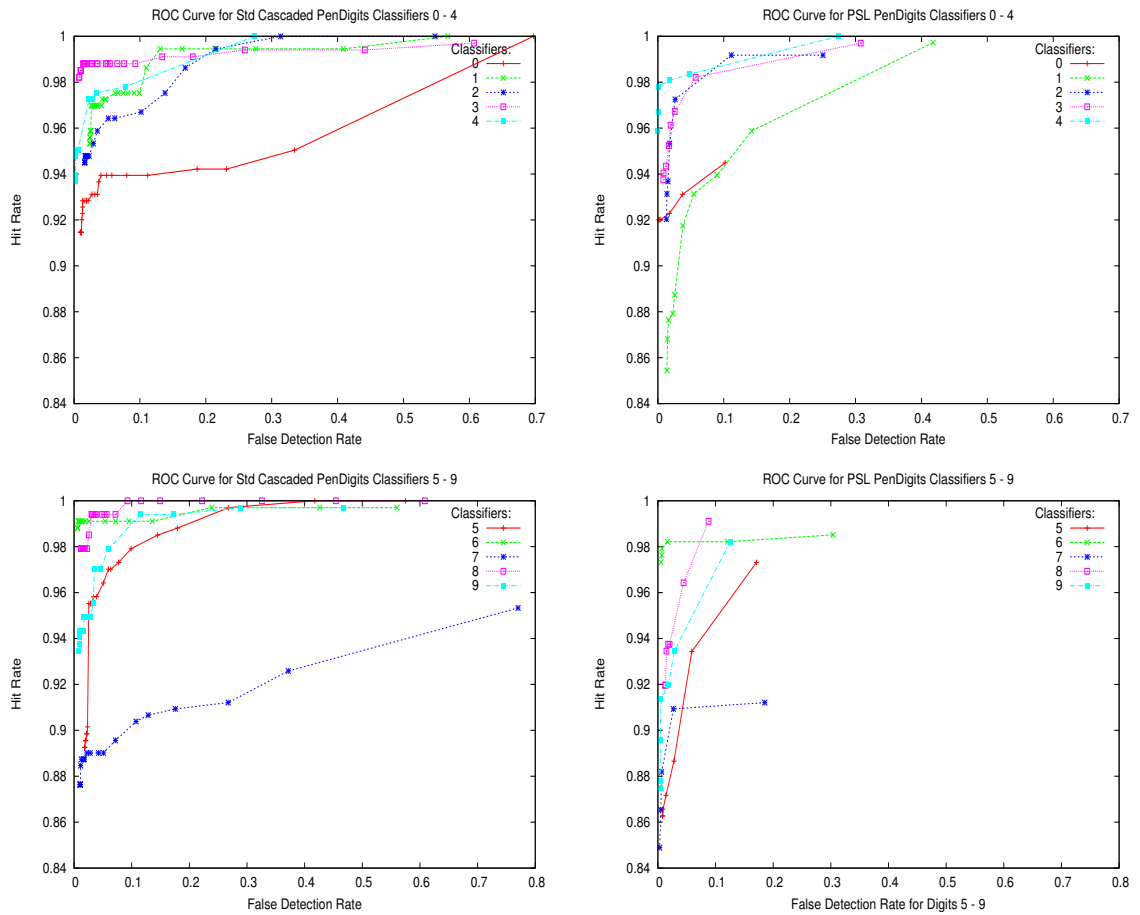 ROC Curve for Std Cascaded PenDigits Classifiers 0 - 4
Hit Rate
1
0.98
0.96
0.94
0.92
0.9
0.88
0.86
0.84
Classifiers:
0
1
2
3
4
0 0.1 0.2 0.3 0.4 0.5 0.6 0.7
False Detection Rate
ROC Curve for PSL PenDigits Classifiers 0 - 4
Hit Rate
1
0.98
0.96
0.94
0.92
0.9
0.88
0.86
0.84
Classifiers:
0
1
2
3
4
0 0.1 0.2 0.3 0.4 0.5 0.6 0.7
False Detection Rate
ROC Curve for Std Cascaded PenDigits Classifiers 5 - 9
Hit Rate
1
0.98
0.96
0.94
0.92
0.9
0.88
0.86
0.84
Classifiers:
5
6
7
8
9
0 0.1 0.2 0.3 0.4 0.5 0.6 0.7 0.8
False Detection Rate
ROC Curve for PSL PenDigits Classifiers 5 - 9
Hit Rate
1
0.98
0.96
0.94
0.92
0.9
0.88
0.86
0.84
Classifiers:
5
6
7
8
9
0 0.1 0.2 0.3 0.4 0.5 0.6 0.7 0.8
False Detection Rate for Digits 5 - 9